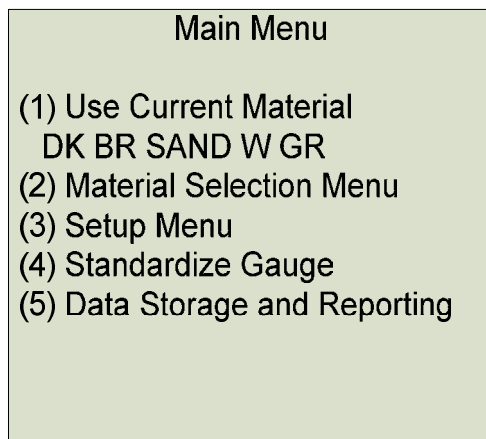 Main Menu
(1) Use Current Material
DK BR SAND W GR
(2) Material Selection Menu
(3) Setup Menu
(4) Standardize Gauge
(5) Data Storage and Reporting